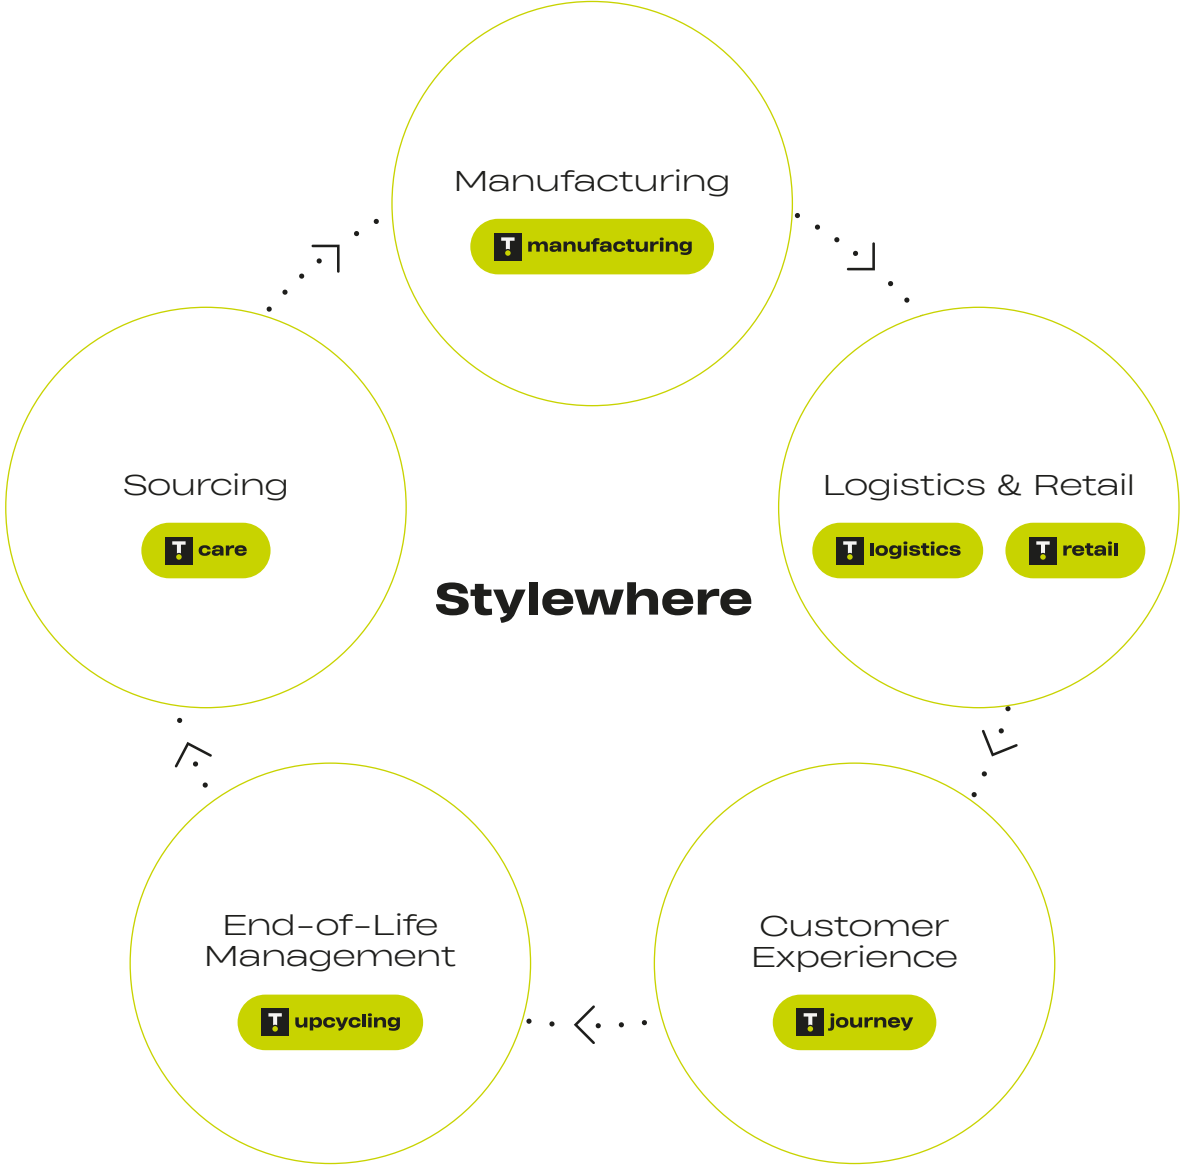 Manufacturing
T manufacturing
Sourcing
T care
Logistics & Retail
T logistics
T retail
Stylewhere
End-of-Life
Management
T upcycling
Customer
Experience
T journey